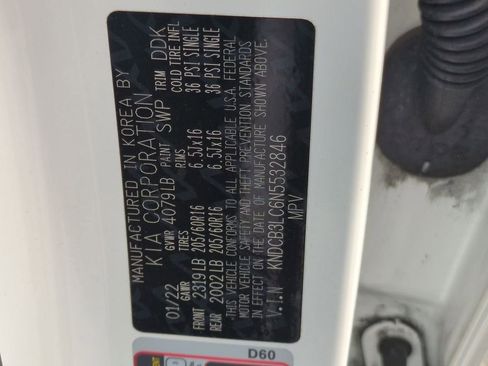 MANUFACTURED IN KOREA BY
KIA CORPORATION
01/22 GVWR 4079LB PAINT SWP TRIM DDK
GAWR TIRES RIMS COLD TIRE INFL
FRONT 2319LB 205/60R16 6.5Jx16 36 PSI SINGLE
REAR 2002LB 205/60R16 6.5Jx16 36 PSI SINGLE
THIS VEHICLE CONFORMS TO ALL APPLICABLE U.S.A. FEDERAL
MOTOR VEHICLE SAFETY AND THEFT PREVENTION STANDARDS
IN EFFECT ON THE DATE OF MANUFACTURE SHOWN ABOVE.
V.I.N KNDCB3LC6N5532846
MPV
D60